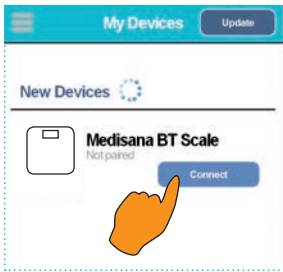 My Devices
Update
New Devices
Medisana BT Scale
Not paired
Connect